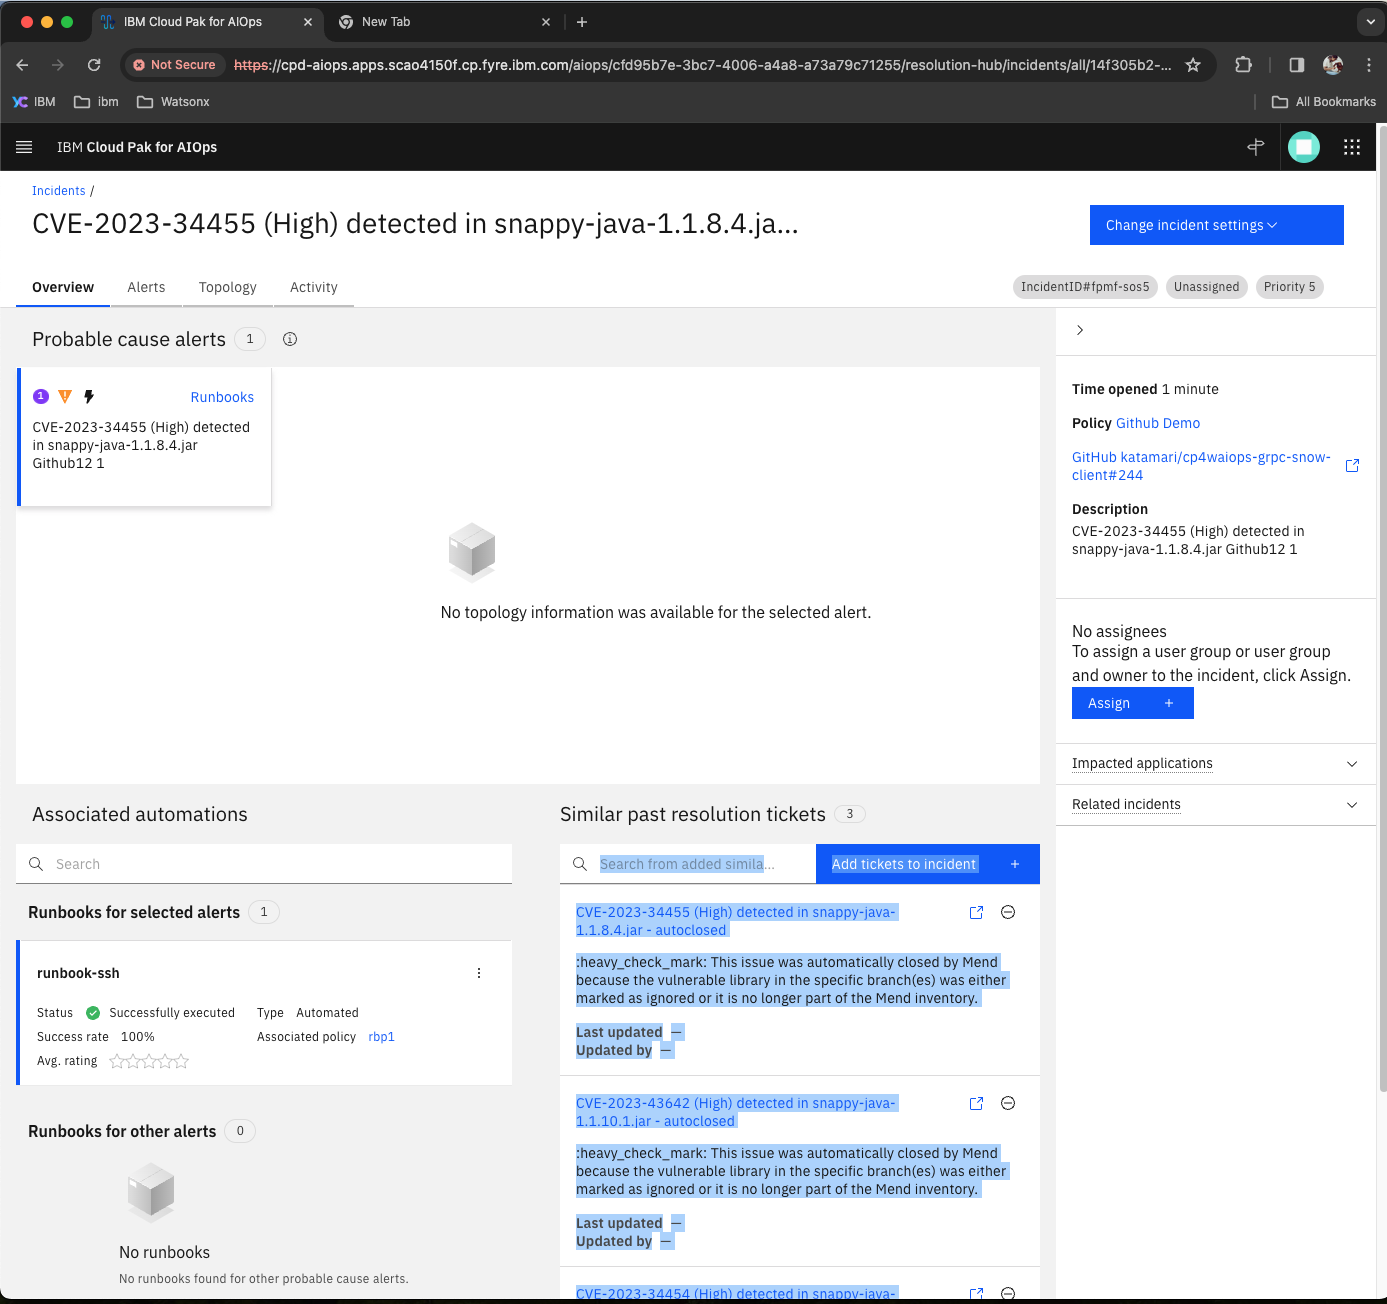 IBM Cloud Pak for AIOps
New Tab
Not Secure https://cpd-aiops.apps.scao4150f.cp.fyre.ibm.com/aiops/cfd95b7e-3bc7-4006-a4a8-a73a79c71255/resolution-hub/incidents/all/14f305b2-...
IBM
ibm
Watsonx
All Bookmarks
IBM Cloud Pak for AIOps
Incidents /
CVE-2023-34455 (High) detected in snappy-java-1.1.8.4.ja...
Change incident settings
Overview
Alerts
Topology
Activity
IncidentID#fpmf-sos5
Unassigned
Priority 5
Probable cause alerts 1
1
Runbooks
CVE-2023-34455 (High) detected
in snappy-java-1.1.8.4.jar
Github12 1
No topology information was available for the selected alert.
Time opened 1 minute
Policy Github Demo
GitHub katamari/cp4waiops-grpc-snow-
client#244
Description
CVE-2023-34455 (High) detected in
snappy-java-1.1.8.4.jar Github12 1
No assignees
To assign a user group or user group
and owner to the incident, click Assign.
Assign +
Impacted applications
Related incidents
Associated automations
Search
Runbooks for selected alerts 1
runbook-ssh
Status Successfully executed Type Automated
Success rate 100% Associated policy rbp1
Avg. rating
Runbooks for other alerts 0
No runbooks
No runbooks found for other probable cause alerts.
Similar past resolution tickets 3
Search from added simila...
Add tickets to incident +
CVE-2023-34455 (High) detected in snappy-java-
1.1.8.4.jar - autoclosed
:heavy_check_mark: This issue was automatically closed by Mend
because the vulnerable library in the specific branch(es) was either
marked as ignored or it is no longer part of the Mend inventory.
Last updated —
Updated by —
CVE-2023-43642 (High) detected in snappy-java-
1.1.10.1.jar - autoclosed
:heavy_check_mark: This issue was automatically closed by Mend
because the vulnerable library in the specific branch(es) was either
marked as ignored or it is no longer part of the Mend inventory.
Last updated —
Updated by —
CVE-2023-34454 (High) detected in snappy-java-